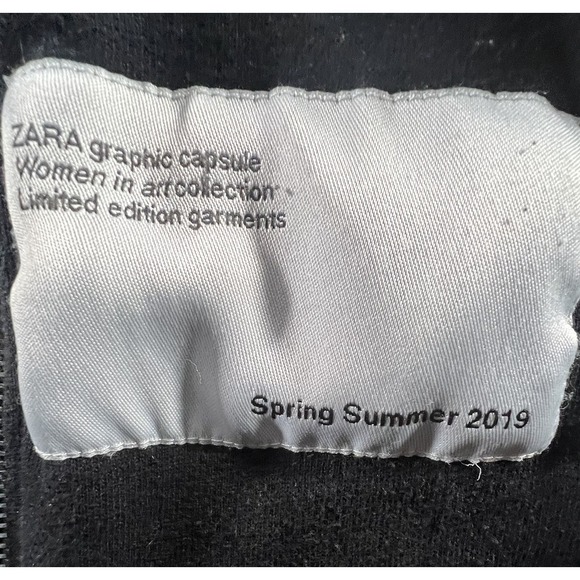 ZARA graphic capsule
Women in art collection
Limited edition garments
Spring Summer 2019